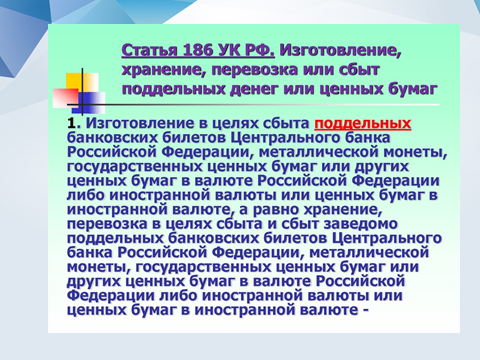 Статья 186 УК РФ. Изготовление,
хранение, перевозка или сбыт
поддельных денег или ценных бумаг
1. Изготовление в целях сбыта поддельных
банковских билетов Центрального банка
Российской Федерации, металлической монеты,
государственных ценных бумаг или других
ценных бумаг в валюте Российской Федерации
либо иностранной валюты или ценных бумаг в
иностранной валюте, а равно хранение,
перевозка в целях сбыта и сбыт заведомо
поддельных банковских билетов Центрального
банка Российской Федерации, металлической
монеты, государственных ценных бумаг или
других ценных бумаг в валюте Российской
Федерации либо иностранной валюты или
ценных бумаг в иностранной валюте -